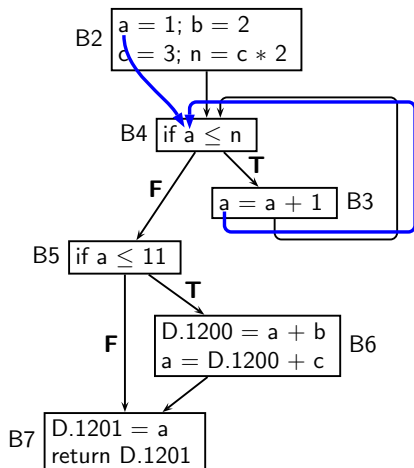 B2
a = 1; b = 2
c = 3; n = c * 2
B4
if a ≤ n
F
T
a = a + 1
B3
B5
if a ≤ 11
F
T
D.1200 = a + b
a = D.1200 + c
B6
B7
D.1201 = a
return D.1201